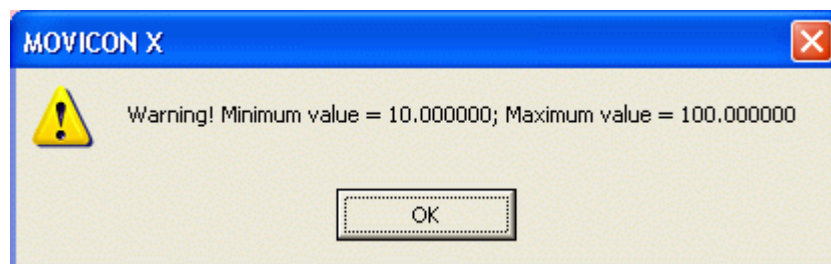 MOVICON X
Warning! Minimum value = 10.000000; Maximum value = 100.000000
OK